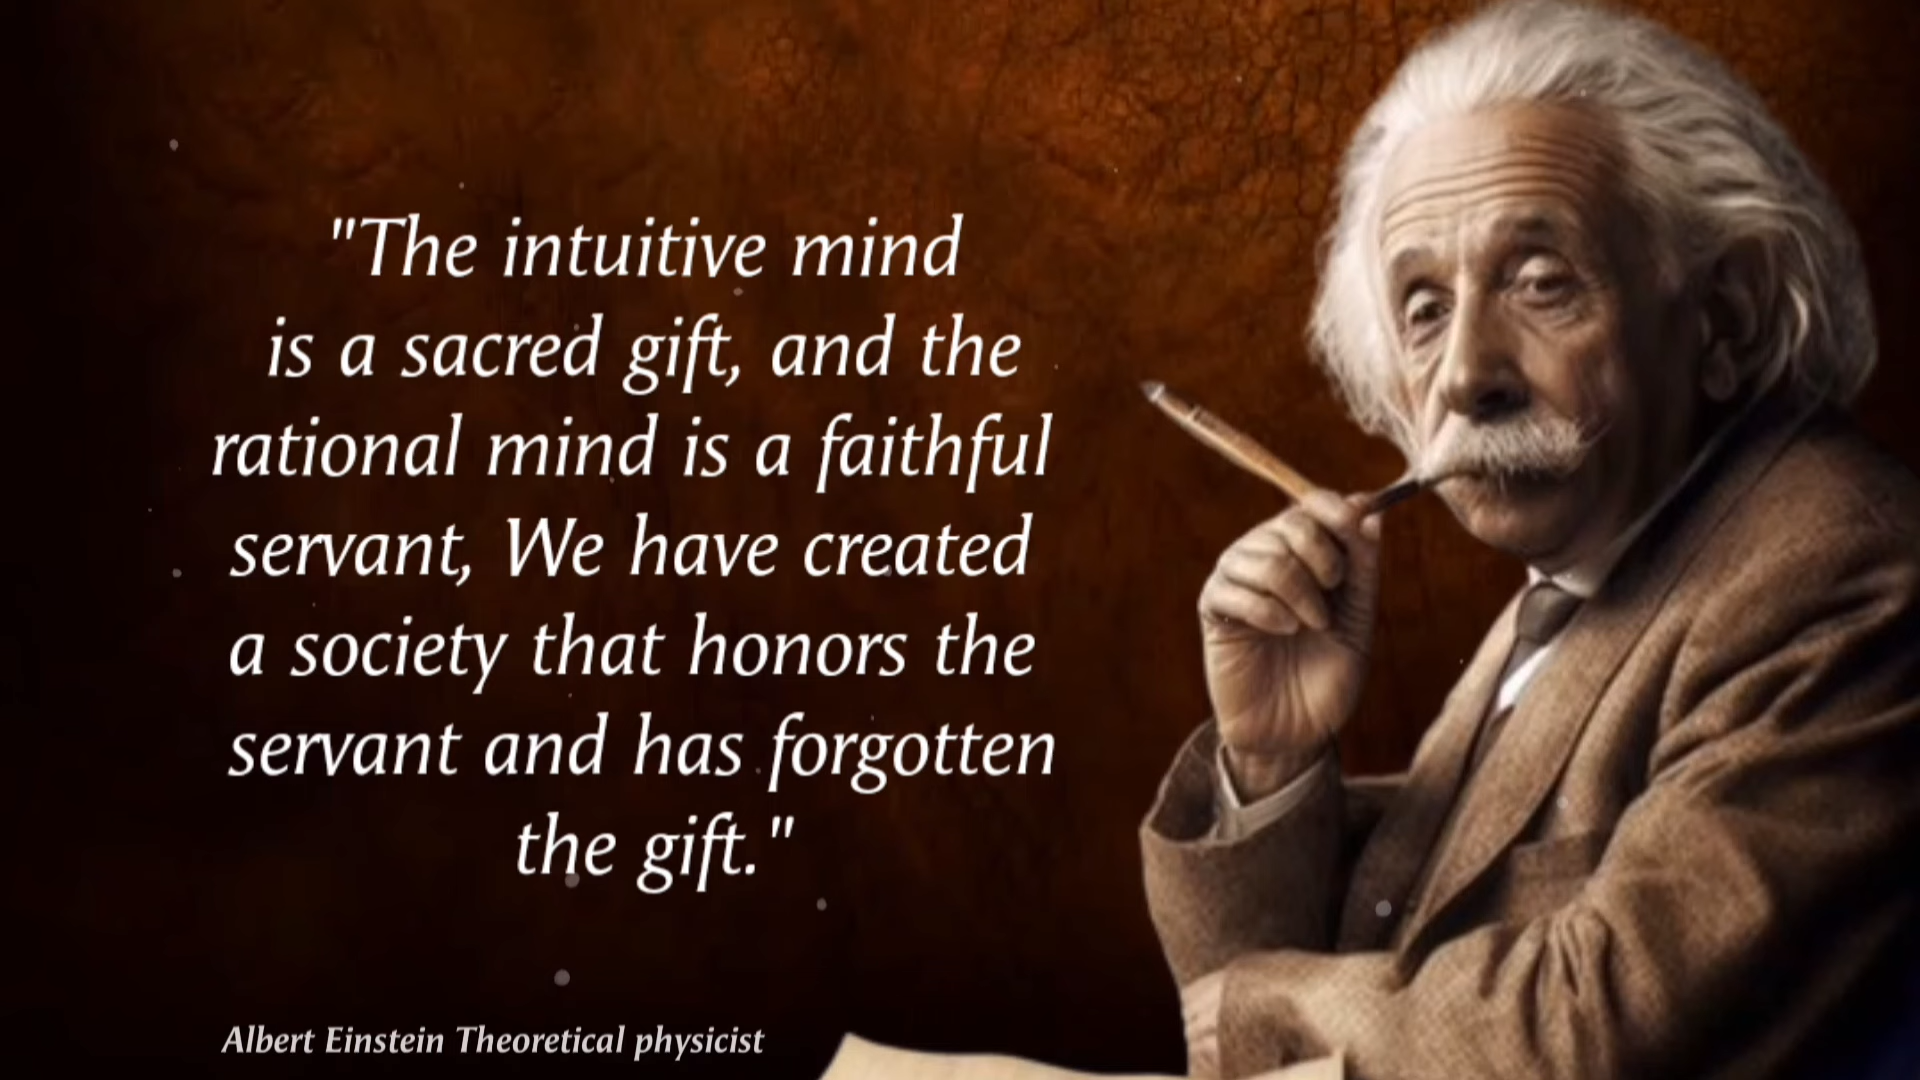 "The intuitive mind
is a sacred gift, and the
rational mind is a faithful
servant, We have created
a society that honors the
servant and has forgotten
the gift."
Albert Einstein Theoretical physicist